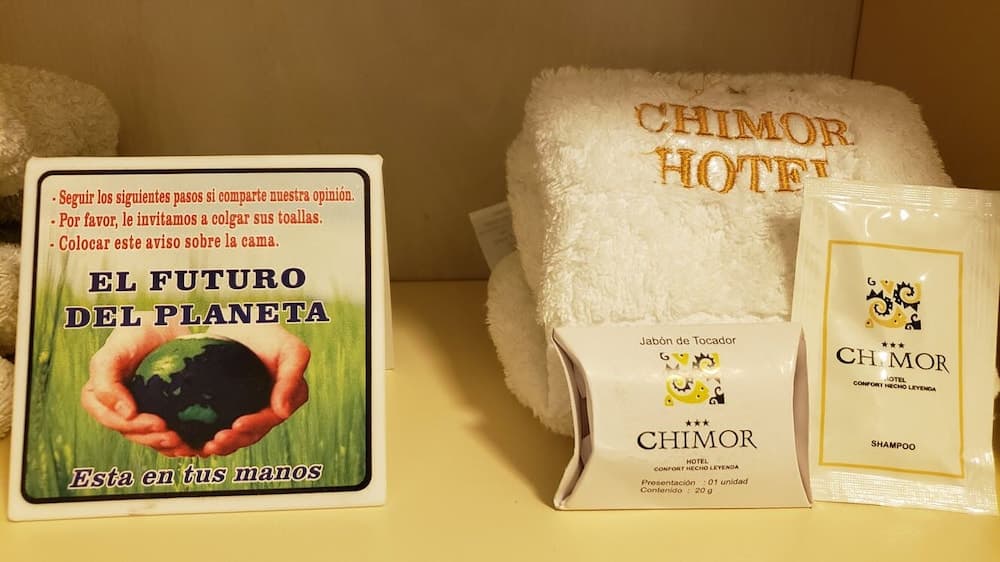 - Seguir los siguientes pasos si comparte nuestra opinión.
- Por favor, le invitamos a colgar sus toallas.
- Colocar este aviso sobre la cama.
EL FUTURO
DEL PLANETA
Esta en tus manos
CHIMOR
HOTEL
Jabòn de Tocador
CHIMOR
HOTEL
CONFORT HECHO LEYENDA
Presentación : 01 unidad
Contenido : 20 g
CHIMOR
HOTEL
CONFORT HECHO LEYENDA
SHAMPOO